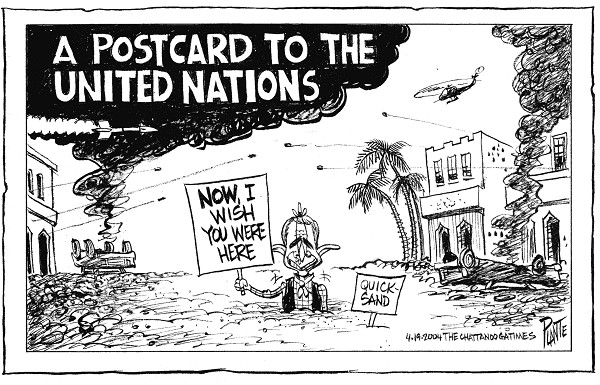 A POSTCARD TO THE
UNITED NATIONS
NOW, I
WISH
YOU WERE
HERE
QUICK-
SAND
4-19-2004 THE CHATTANOOGA TIMES
PLANTE